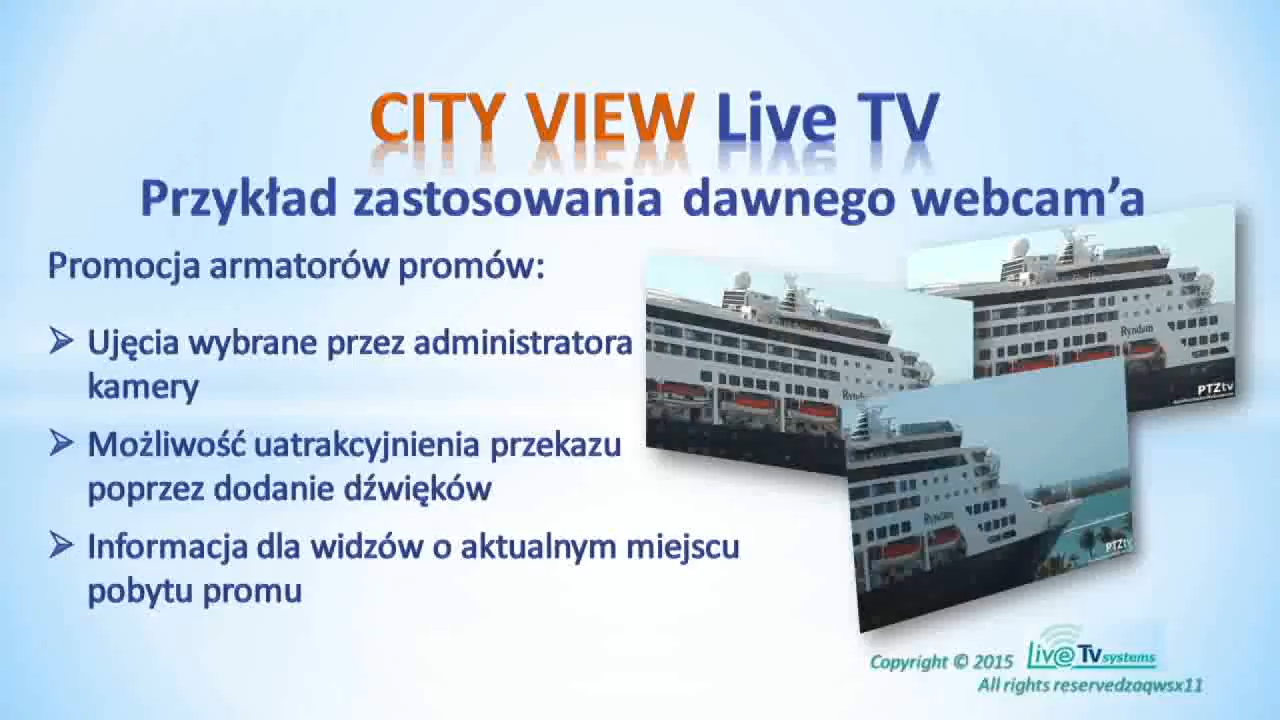 CITY VIEW Live TV
Przykład zastosowania dawnego webcam’a
Promocja armatorów promów:
Ujęcia wybrane przez administratora
kamery
Możliwość uatrakcyjnienia przekazu
poprzez dodanie dźwięków
Informacja dla widzów o aktualnym miejscu
pobytu promu
Ryndam
PTZtv
Ryndam
PTZtv
Copyright © 2015 Live TV systems
All rights reservedzaqwsx11